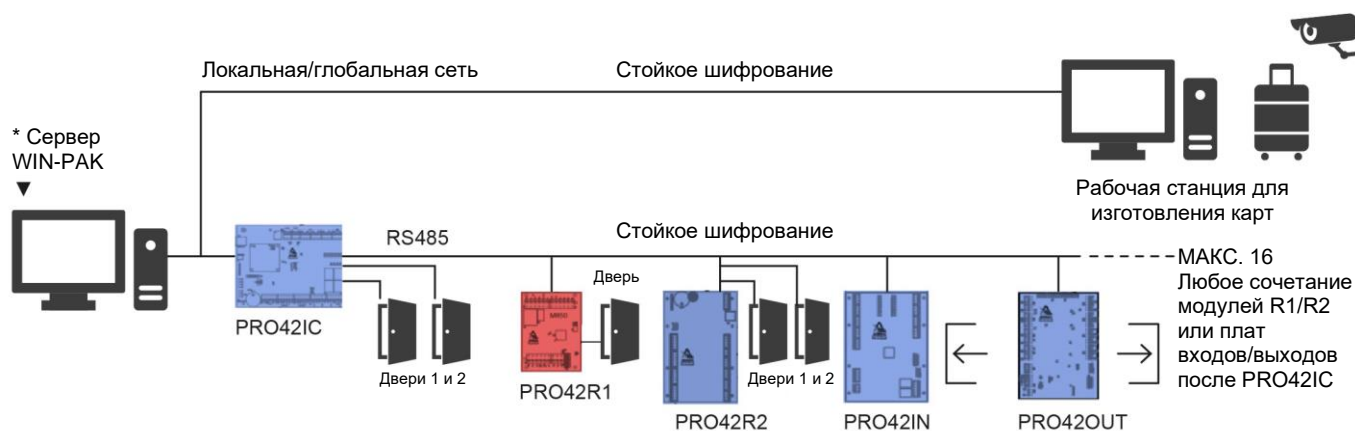 Локальная/глобальная сеть
Стойкое шифрование
* Сервер
WIN-PAK
▼
Рабочая станция для
изготовления карт
RS485
Стойкое шифрование
PRO42IC
Двери 1 и 2
Дверь
PRO42R1
PRO42R2
Двери 1 и 2
PRO42IN
PRO42OUT
МАКС. 16
Любое сочетание
модулей R1/R2
или плат
входов/выходов
после PRO42IC